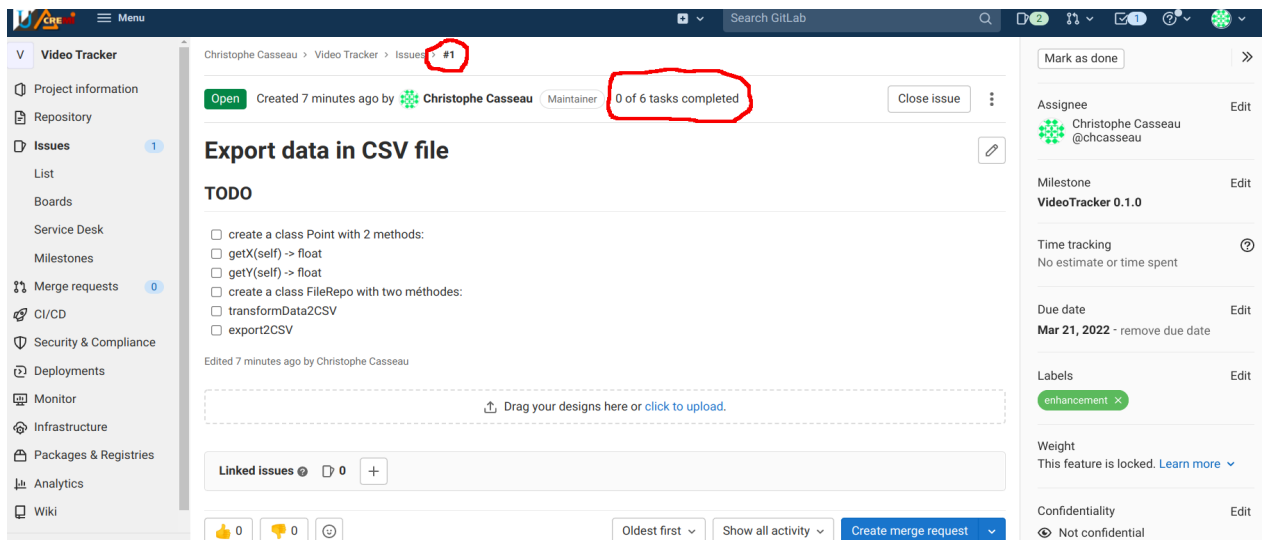 CRE
Menu
Search GitLab
2
1
V Video Tracker
Project information
Repository
Issues 1
List
Boards
Service Desk
Milestones
Merge requests 0
CI/CD
Security & Compliance
Deployments
Monitor
Infrastructure
Packages & Registries
Analytics
Wiki
Christophe Casseau > Video Tracker > Issues > #1
Open Created 7 minutes ago by Christophe Casseau Maintainer 0 of 6 tasks completed
Close issue
Export data in CSV file
TODO
create a class Point with 2 methods:
getX(self) -> float
getY(self) -> float
create a class FileRepo with two méthodes:
transformData2CSV
export2CSV
Edited 7 minutes ago by Christophe Casseau
Drag your designs here or click to upload.
Linked issues 0
0 0
Oldest first Show all activity Create merge request
Mark as done
Assignee Edit
Christophe Casseau
@chcasseau
Milestone Edit
VideoTracker 0.1.0
Time tracking
No estimate or time spent
Due date Edit
Mar 21, 2022 - remove due date
Labels Edit
enhancement
Weight
This feature is locked. Learn more
Confidentiality Edit
Not confidential